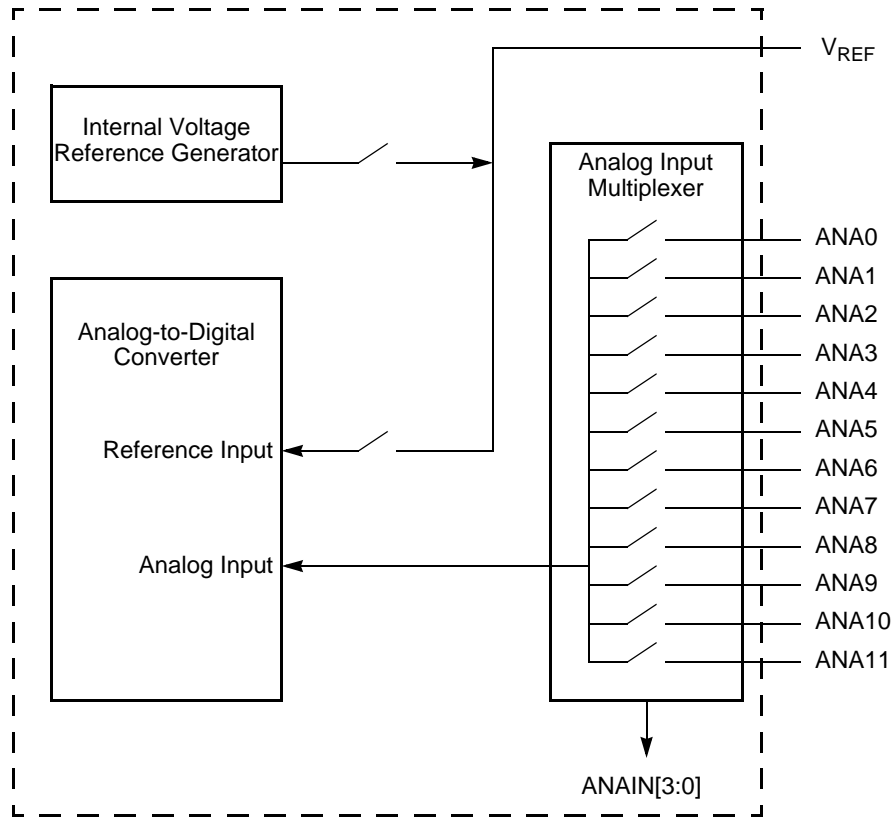 V_REF
Internal Voltage
Reference Generator
Analog Input
Multiplexer
ANA0
ANA1
ANA2
ANA3
ANA4
ANA5
ANA6
ANA7
ANA8
ANA9
ANA10
ANA11
Analog-to-Digital
Converter
Reference Input
Analog Input
ANAIN[3:0]